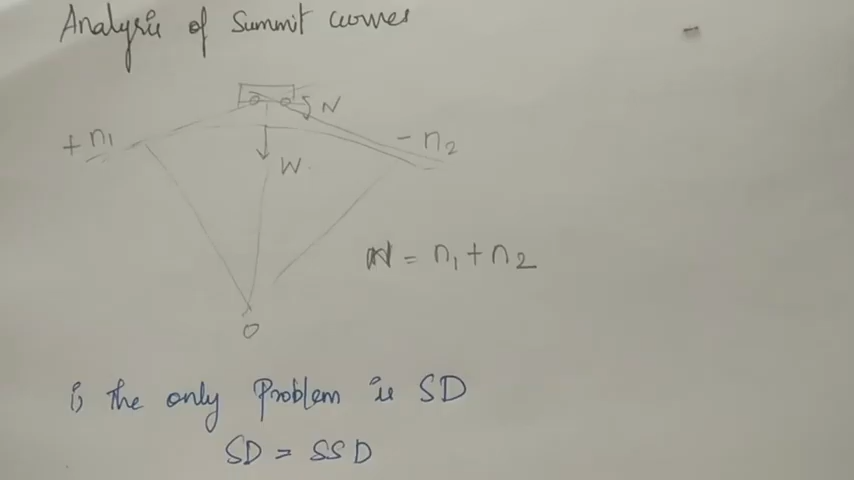 Analysis of Summit curves
N
+ n1
- n2
W
N = n1 + n2
O
i) the only Problem is SD
SD = SSD